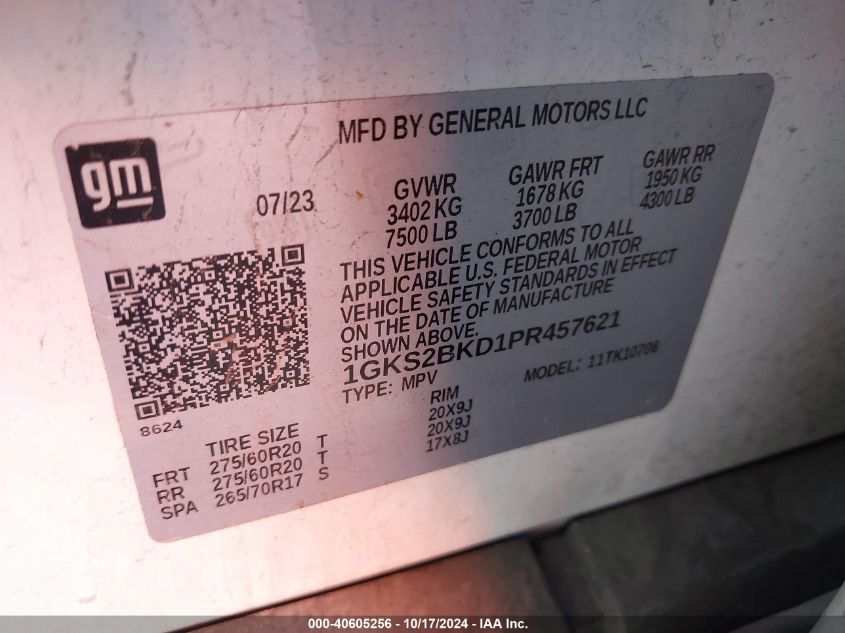 MFD BY GENERAL MOTORS LLC
gm
07/23
GVWR
3402 KG
7500 LB
GAWR FRT
1678 KG
3700 LB
GAWR RR
1950 KG
4300 LB
THIS VEHICLE CONFORMS TO ALL
APPLICABLE U.S. FEDERAL MOTOR
VEHICLE SAFETY STANDARDS IN EFFECT
ON THE DATE OF MANUFACTURE
SHOWN ABOVE.
1GKS2BKD1PR457621
TYPE: MPV
MODEL: 11TK10706
8624
TIRE SIZE
RIM
FRT 275/60R20 T 20X9J
RR 275/60R20 T 20X9J
SPA 265/70R17 S 17X8J
000-40605256 - 10/17/2024 - IAA Inc.